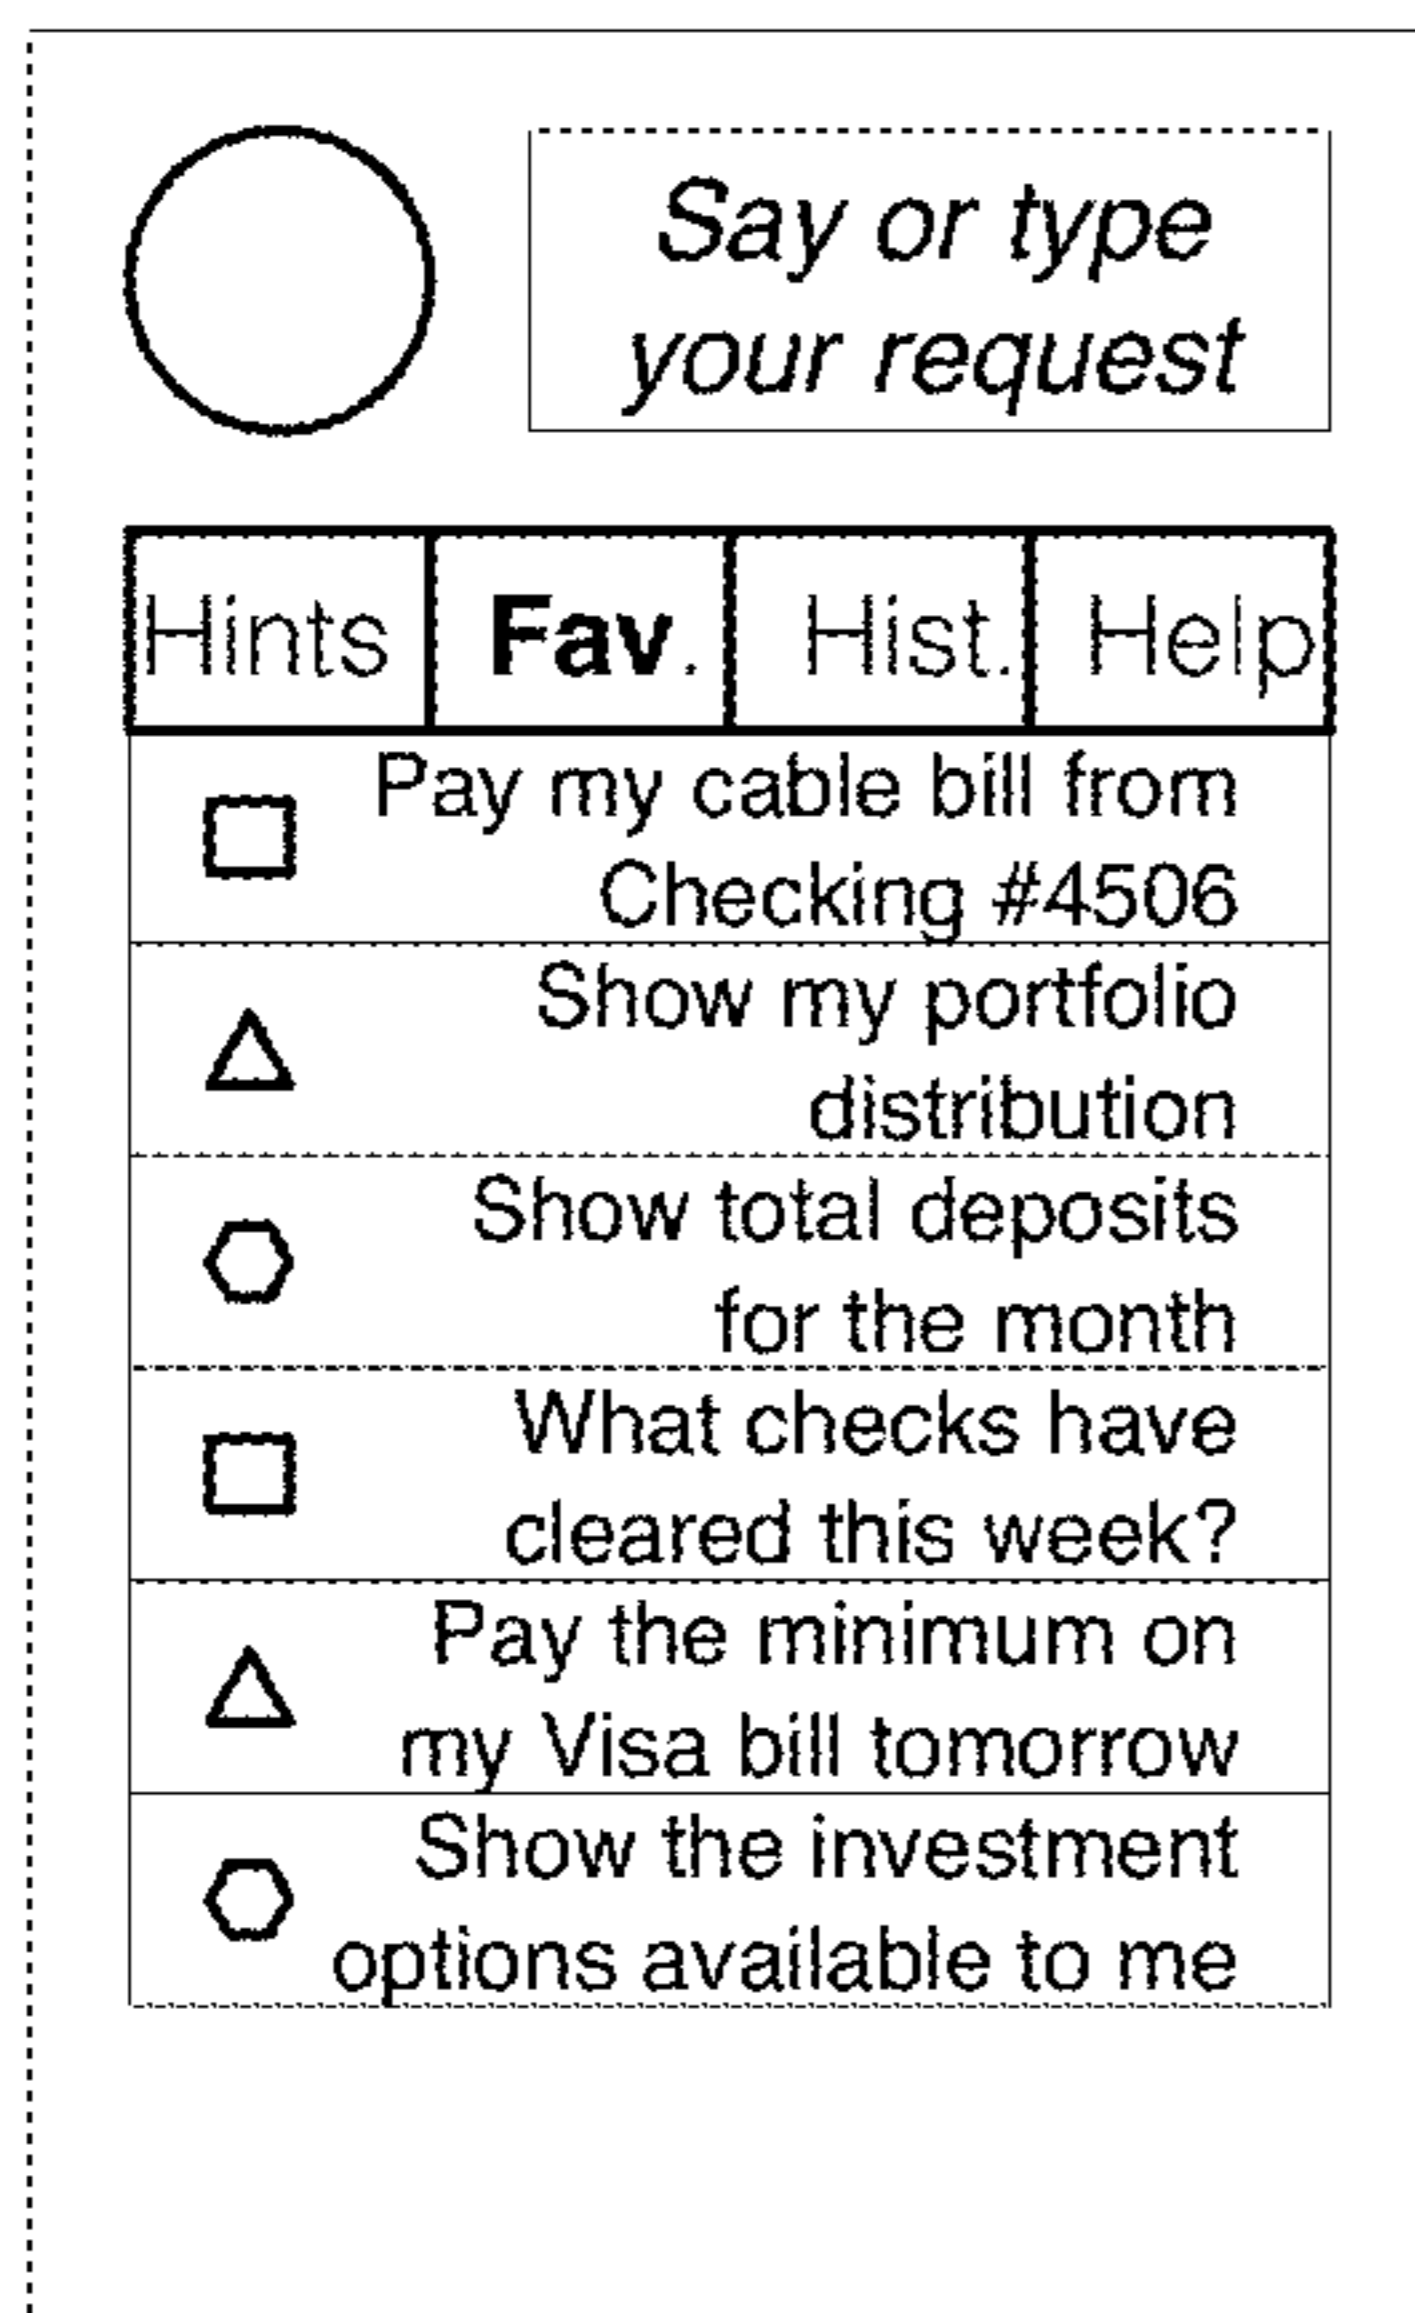 Say or type
your request
Hints Fav. Hist. Help
Pay my cable bill from
Checking #4506
Show my portfolio
distribution
Show total deposits
for the month
What checks have
cleared this week?
Pay the minimum on
my Visa bill tomorrow
Show the investment
options available to me